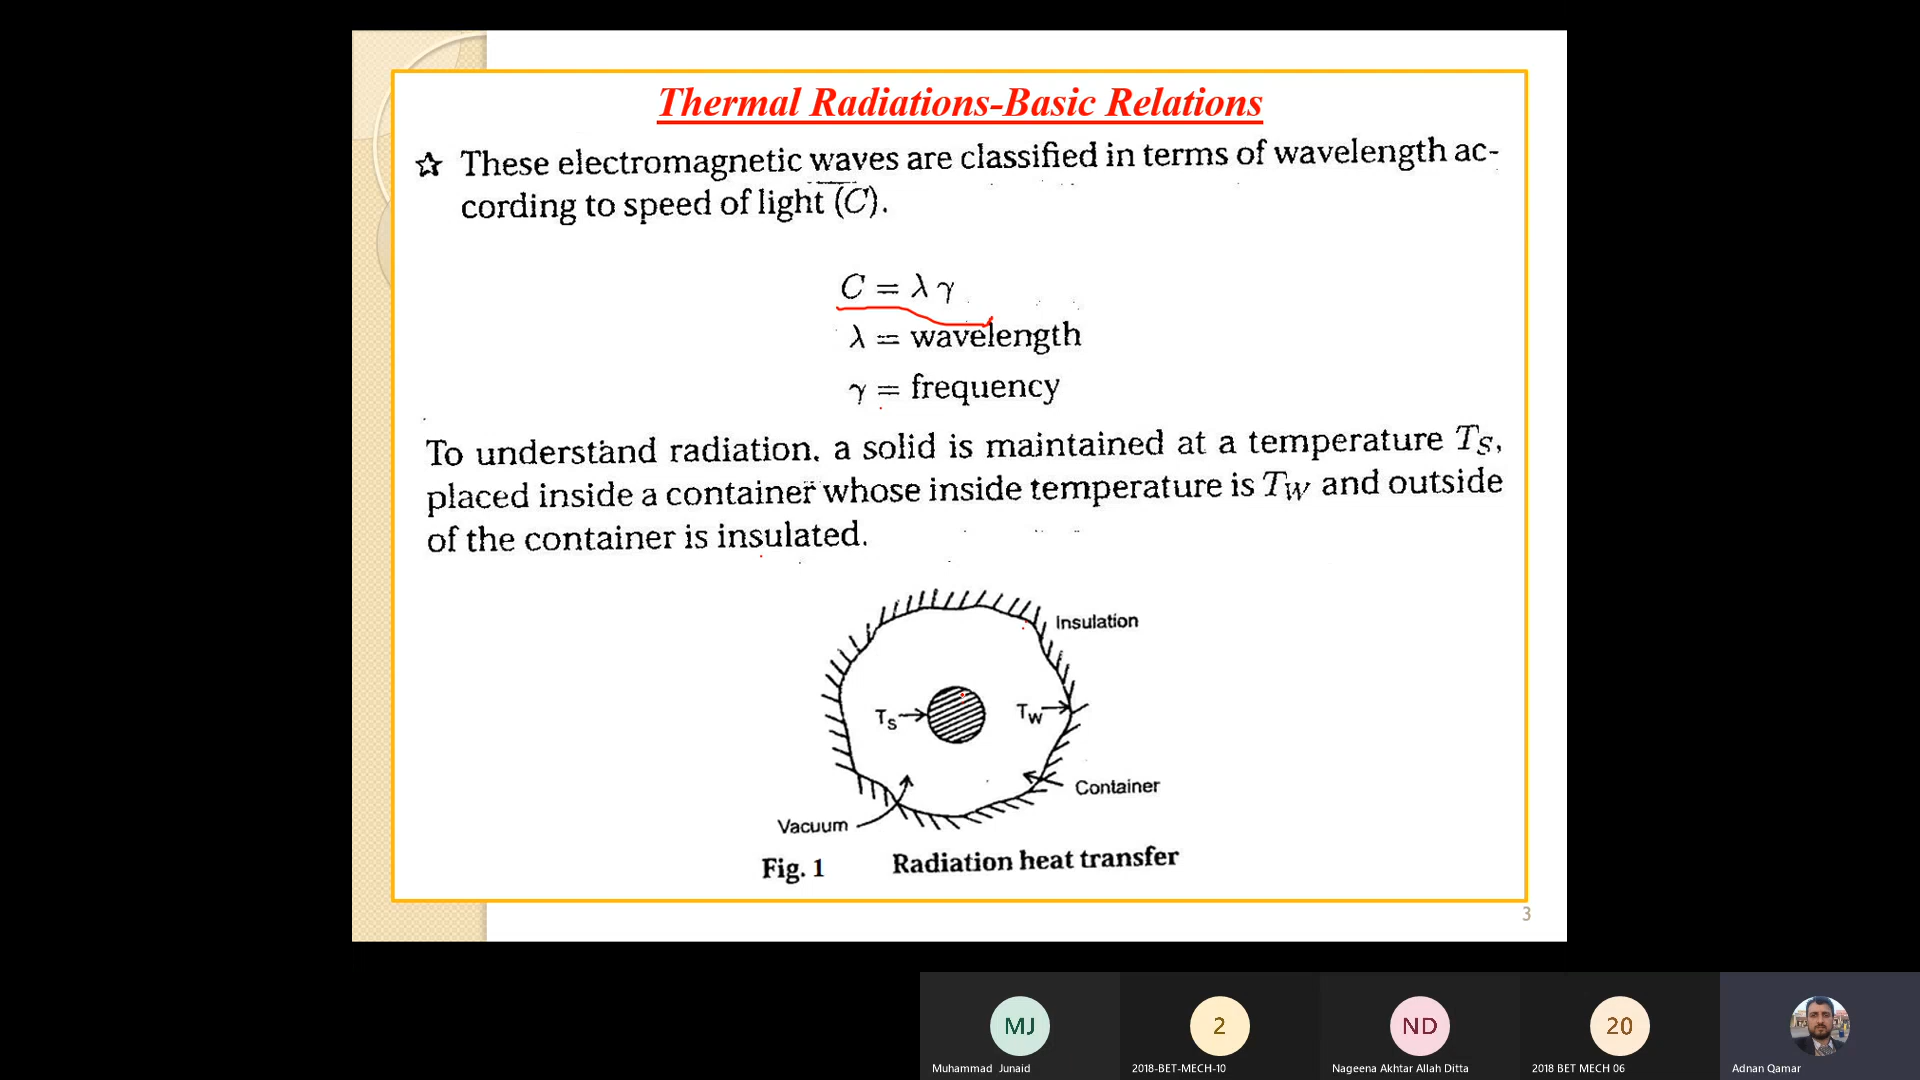 Thermal Radiations-Basic Relations
☆ These electromagnetic waves are classified in terms of wavelength ac-
cording to speed of light (C).
C = λ γ
λ = wavelength
γ = frequency
To understand radiation, a solid is maintained at a temperature T_S,
placed inside a container whose inside temperature is T_W and outside
of the container is insulated.
Insulation
T_S
T_W
Container
Vacuum
Fig. 1 Radiation heat transfer
3
MJ
2
ND
20
Muhammad Junaid
2018-BET-MECH-10
Nageena Akhtar Allah Ditta
2018 BET MECH 06
Adnan Qamar